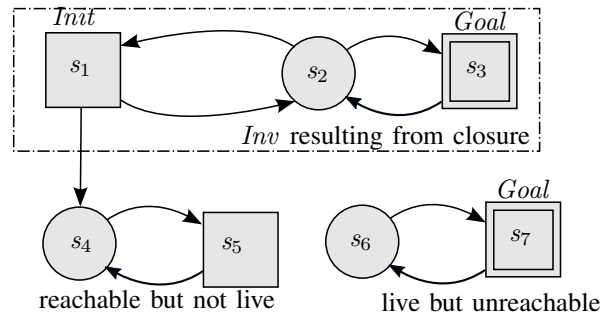 Init
Goal
s1
s2
s3
Inv resulting from closure
Goal
s4
s5
s6
s7
reachable but not live
live but unreachable